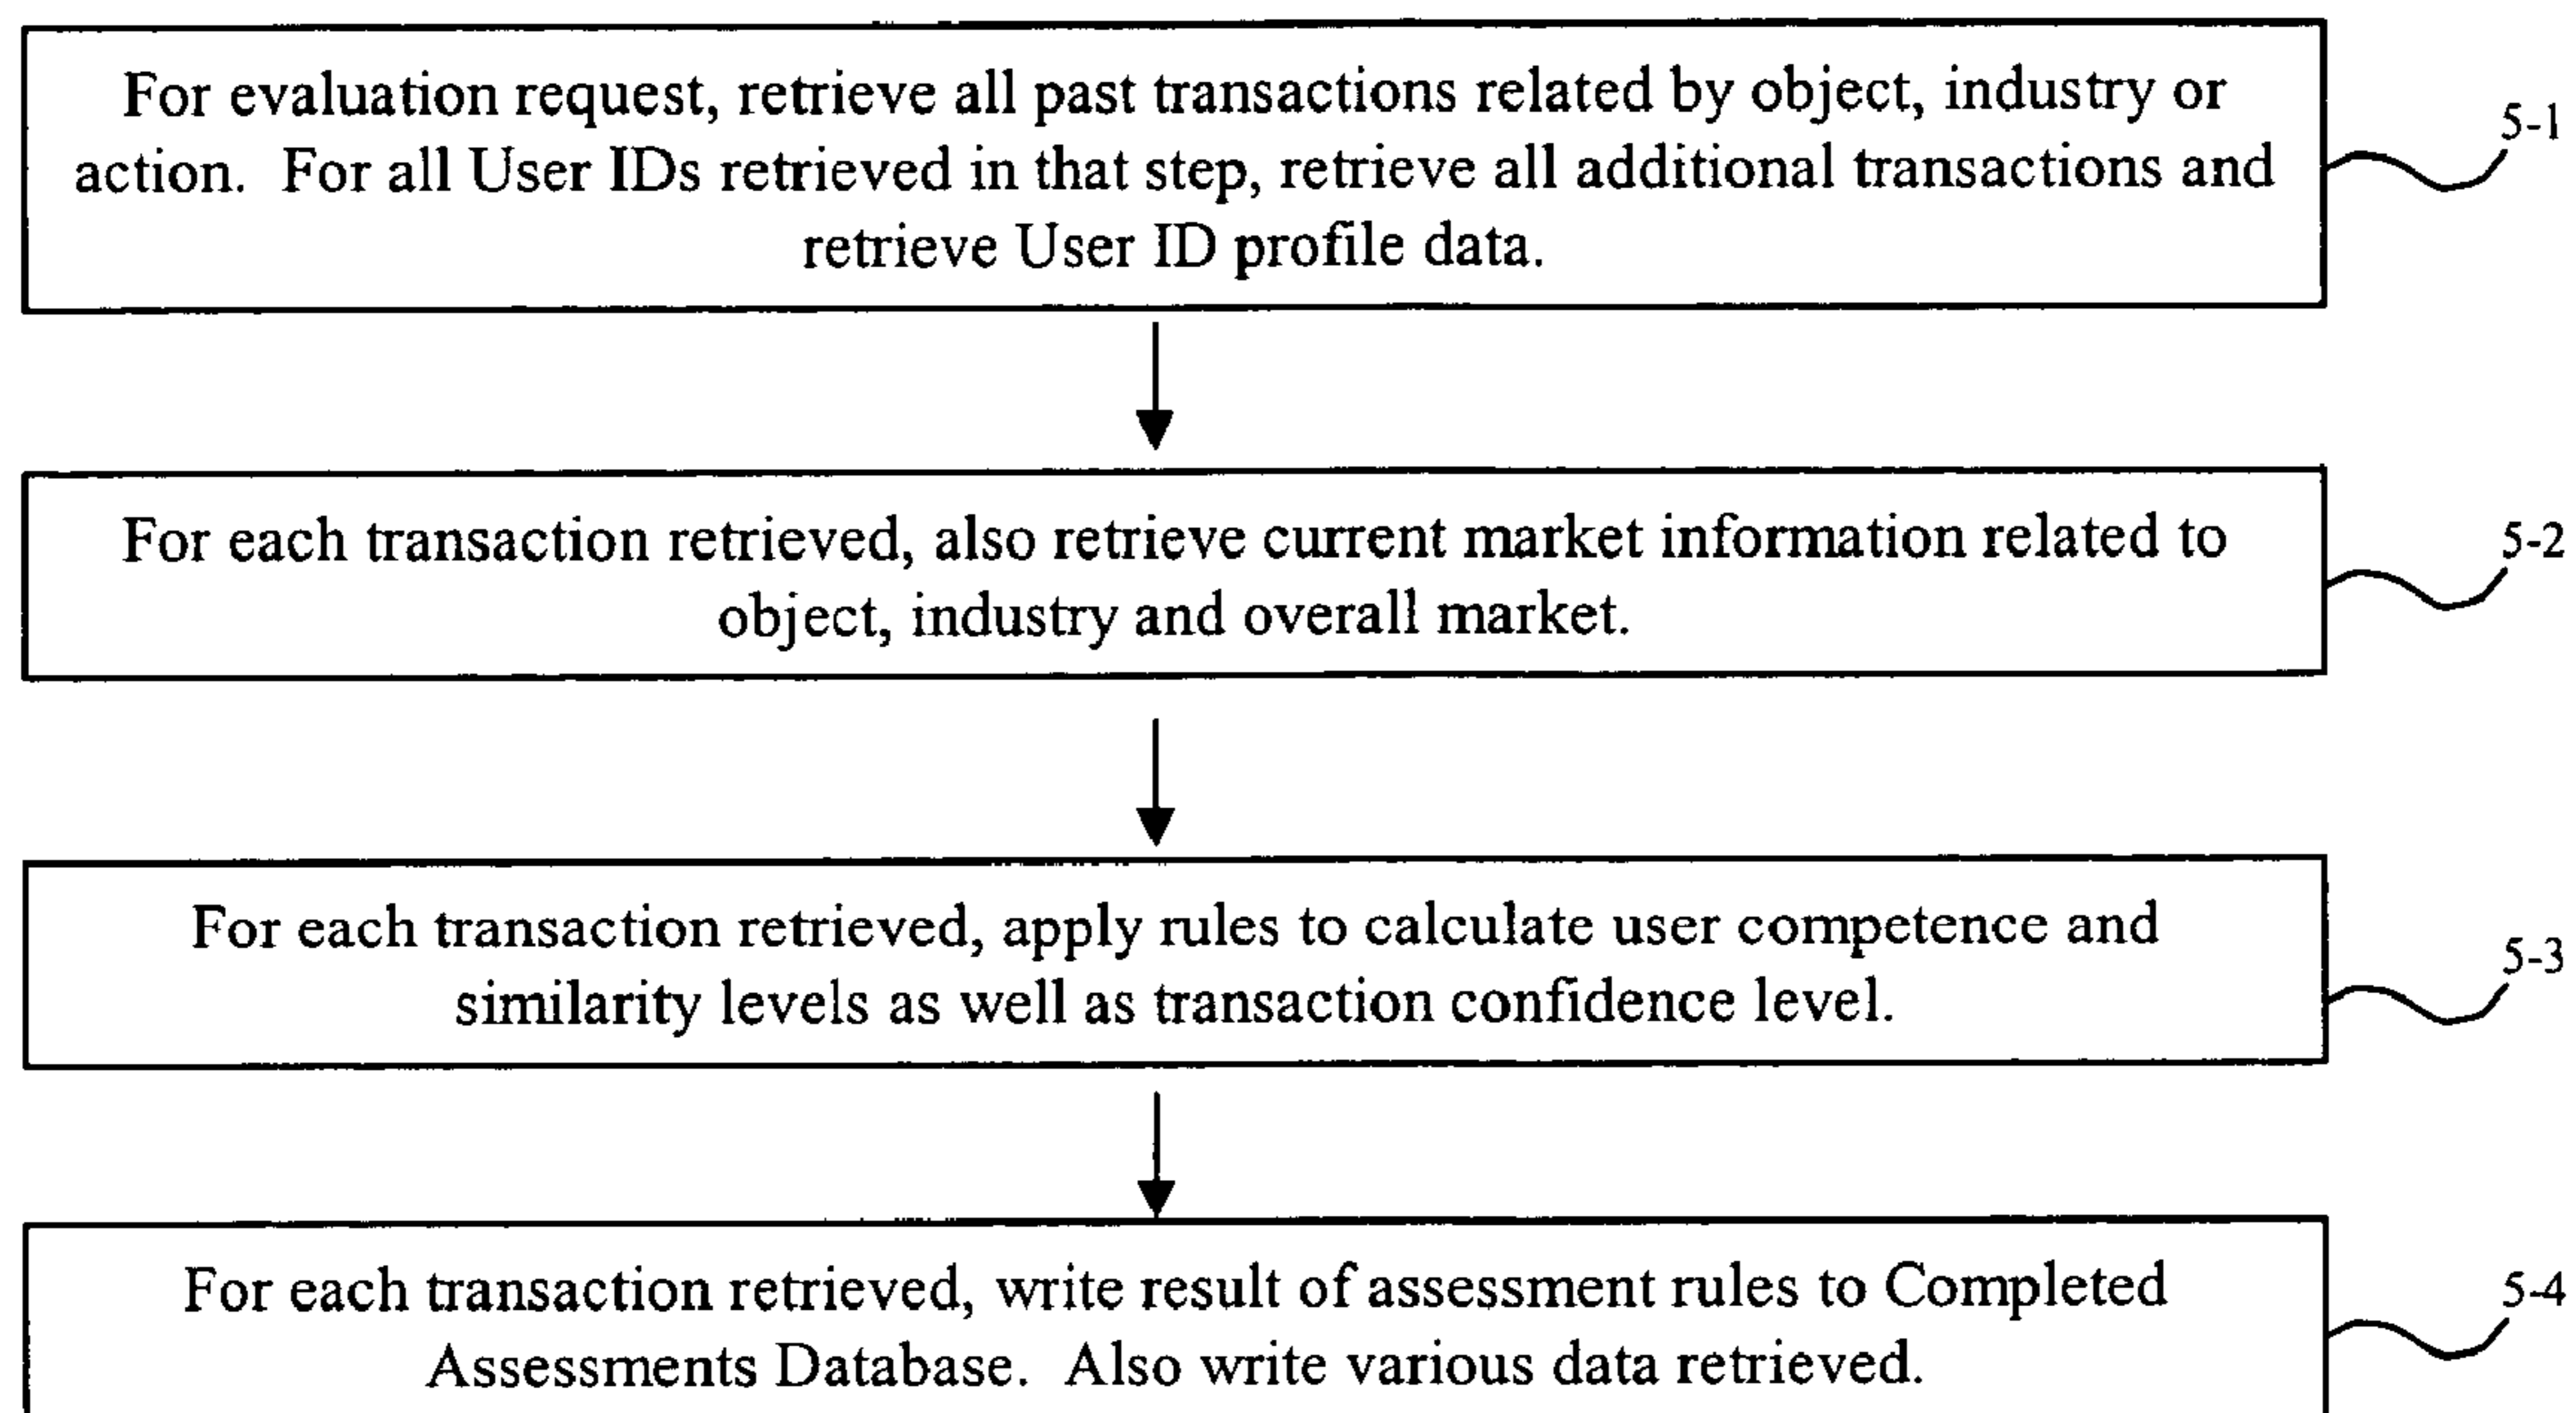 For evaluation request, retrieve all past transactions related by object, industry or
action. For all User IDs retrieved in that step, retrieve all additional transactions and
retrieve User ID profile data.
5-1
For each transaction retrieved, also retrieve current market information related to
object, industry and overall market.
5-2
For each transaction retrieved, apply rules to calculate user competence and
similarity levels as well as transaction confidence level.
5-3
For each transaction retrieved, write result of assessment rules to Completed
Assessments Database. Also write various data retrieved.
5-4